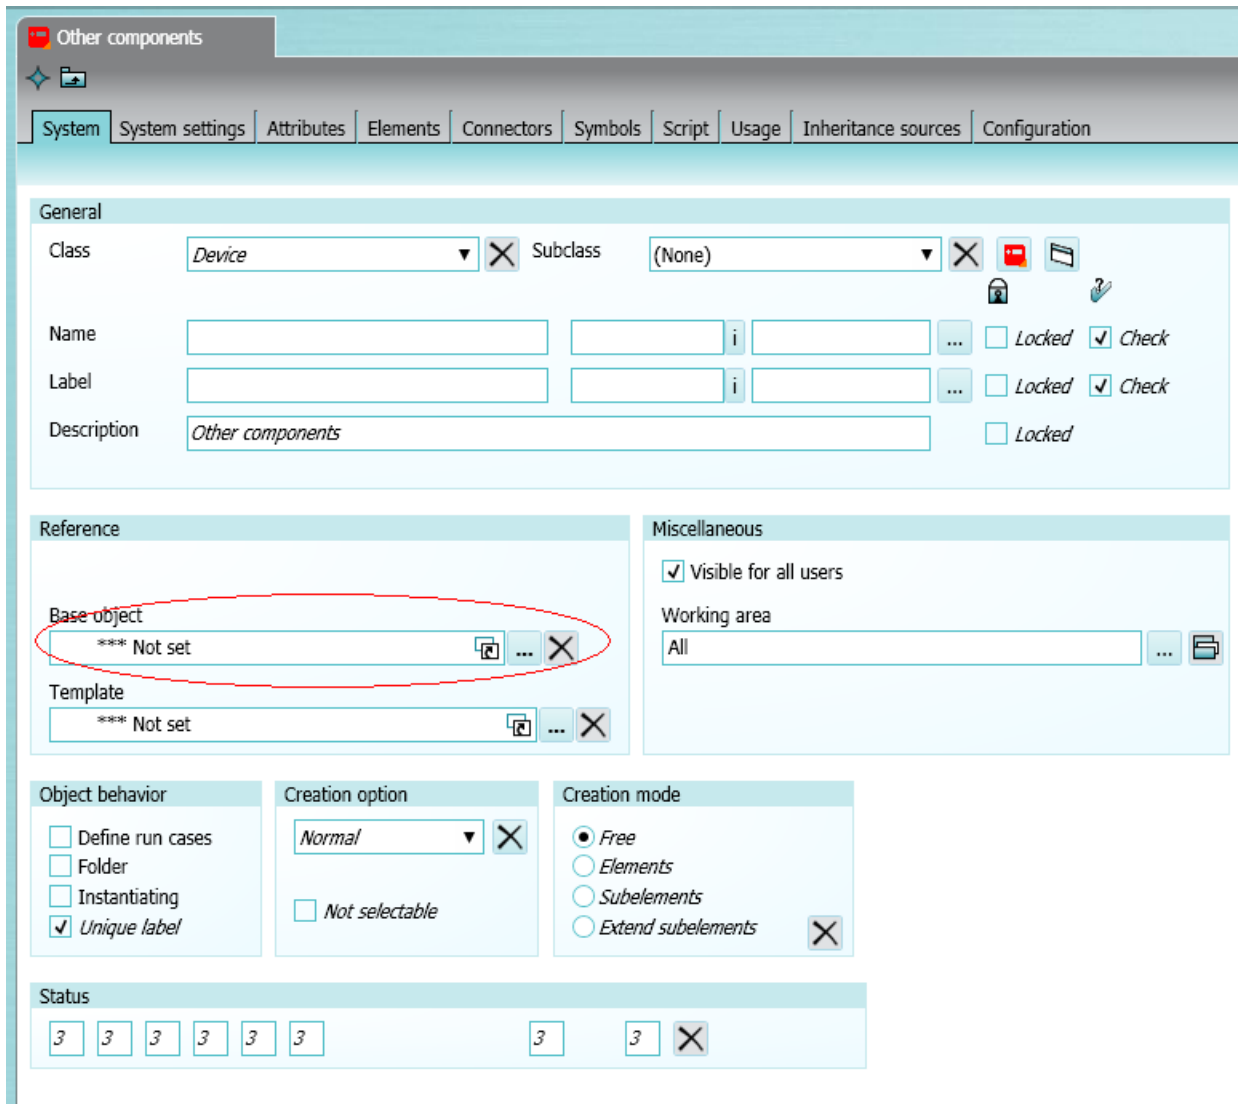 Other components
System System settings Attributes Elements Connectors Symbols Script Usage Inheritance sources Configuration
General
Class Device Subclass (None)
Name i ... Locked Check
Label i ... Locked Check
Description Other components Locked
Reference
Base object
*** Not set ...
Template
*** Not set ...
Miscellaneous
Visible for all users
Working area
All ...
Object behavior
Define run cases
Folder
Instantiating
Unique label
Creation option
Normal
Not selectable
Creation mode
Free
Elements
Subelements
Extend subelements
Status
3 3 3 3 3 3 3 3